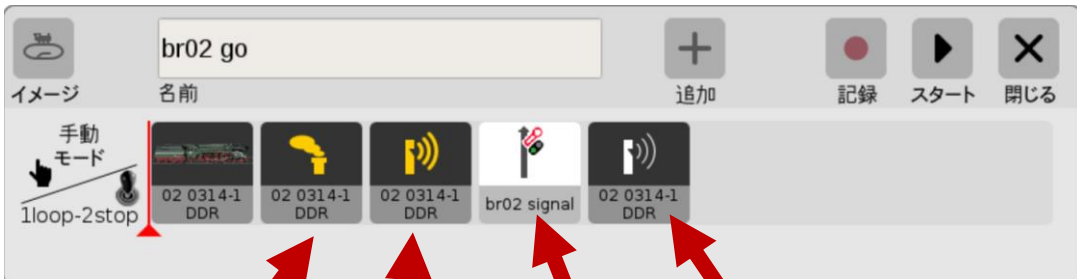 br02 go
イメージ
名前
追加
記録
スタート
閉じる
手動
モード
1loop-2stop
02 0314-1
DDR
02 0314-1
DDR
02 0314-1
DDR
br02 signal
02 0314-1
DDR